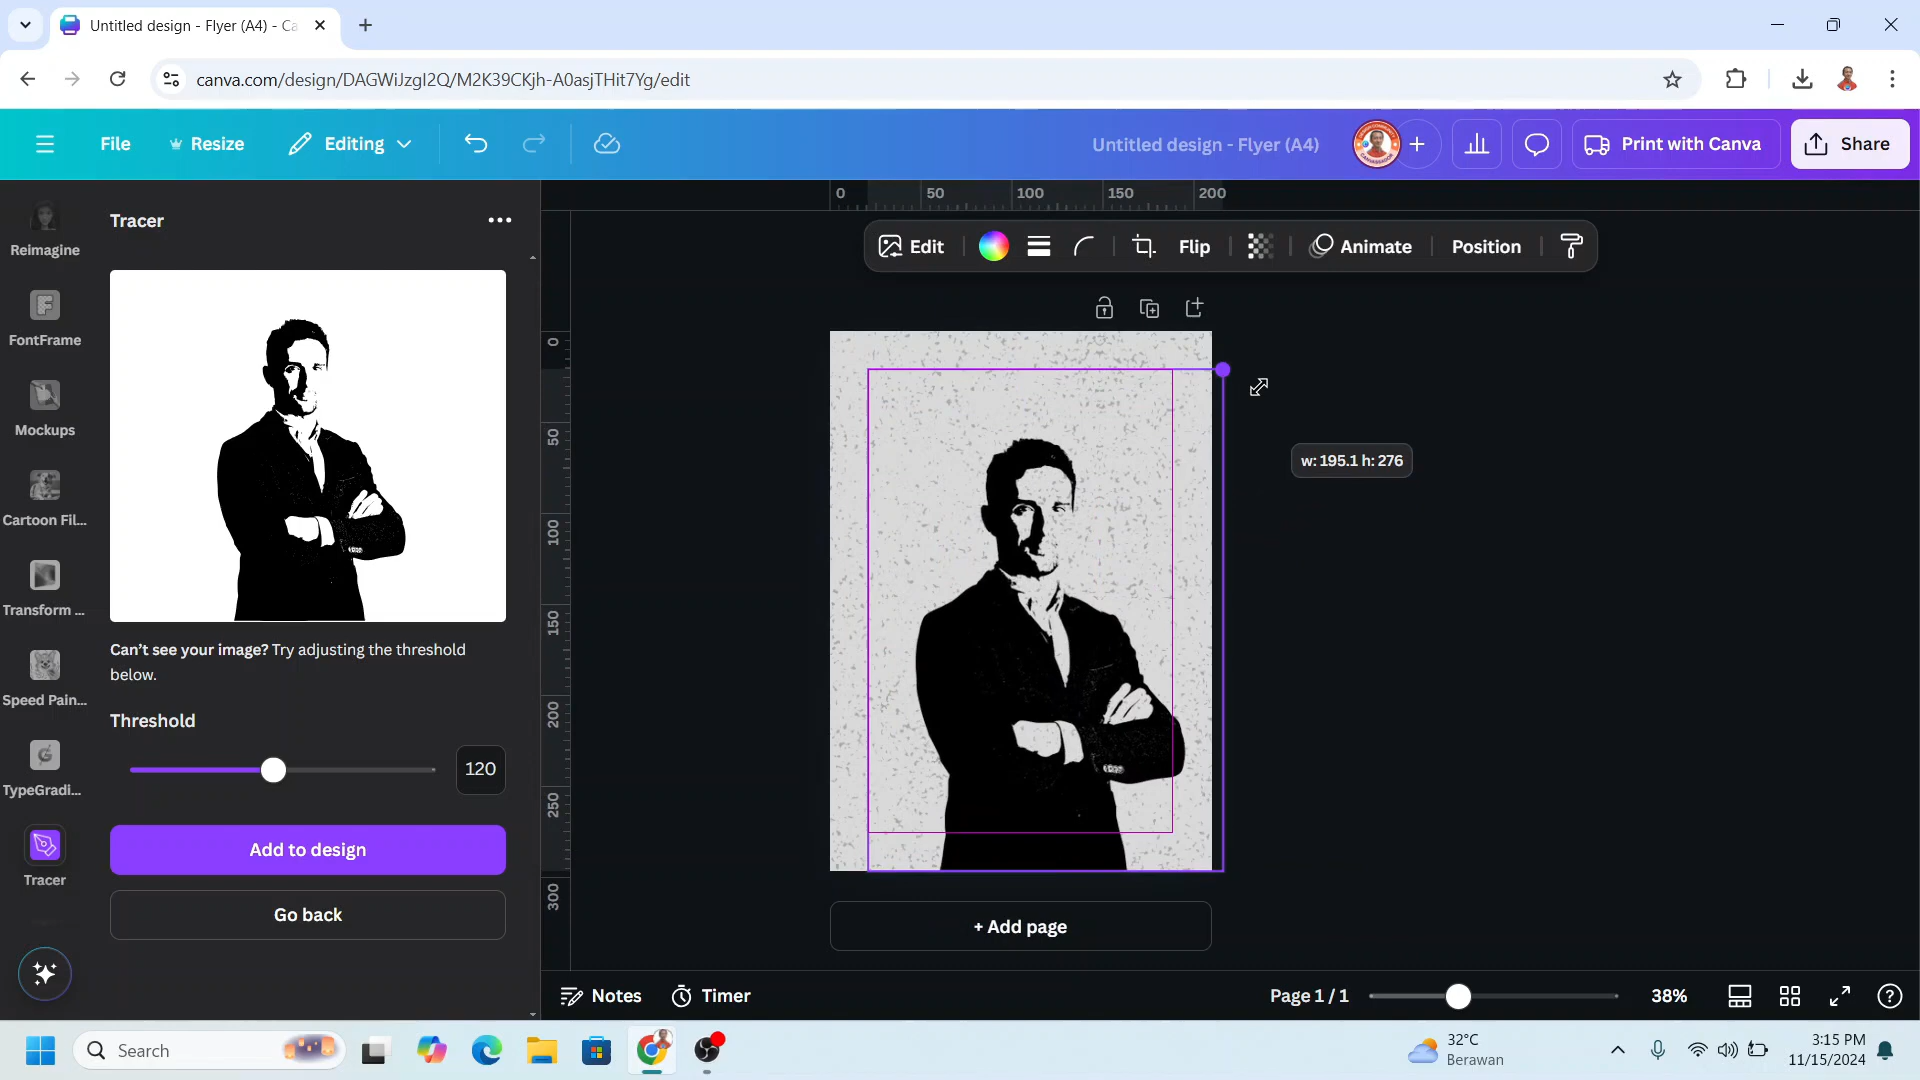 Untitled design - Flyer (A4) - Ca
canva.com/design/DAGWiJzgI2Q/M2K39CKjh-A0asjTHit7Yg/edit
File
Resize
Editing
Untitled design - Flyer (A4)
Print with Canva
Share
Reimagine
FontFrame
Mockups
Cartoon Fil...
Transform ...
Speed Pain...
TypeGradi...
Tracer
Tracer
Can't see your image? Try adjusting the threshold
below.
Threshold
120
Add to design
Go back
0 50 100 150 200
Edit
Flip
Animate
Position
0
50
100
150
200
250
300
w: 195.1 h: 276
+ Add page
Notes
Timer
Page 1 / 1
38%
Search
32°C
Berawan
3:15 PM
11/15/2024